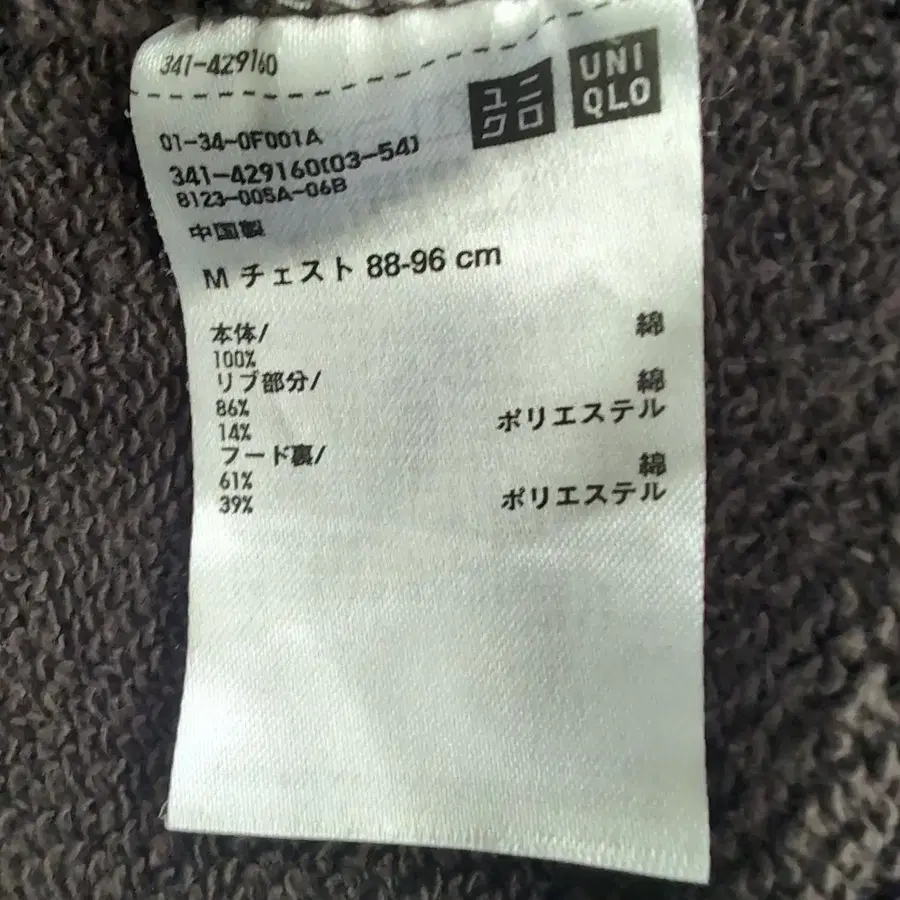 341-429160
ユニ
クロ
UNI
QLO
01-34-0F001A
341-429160(03-54)
8123-005A-06B
中国製
M チェスト 88-96 cm
本体/ 綿
100%
リブ部分/ 綿
86% ポリエステル
14%
フード裏/ 綿
61% ポリエステル
39%